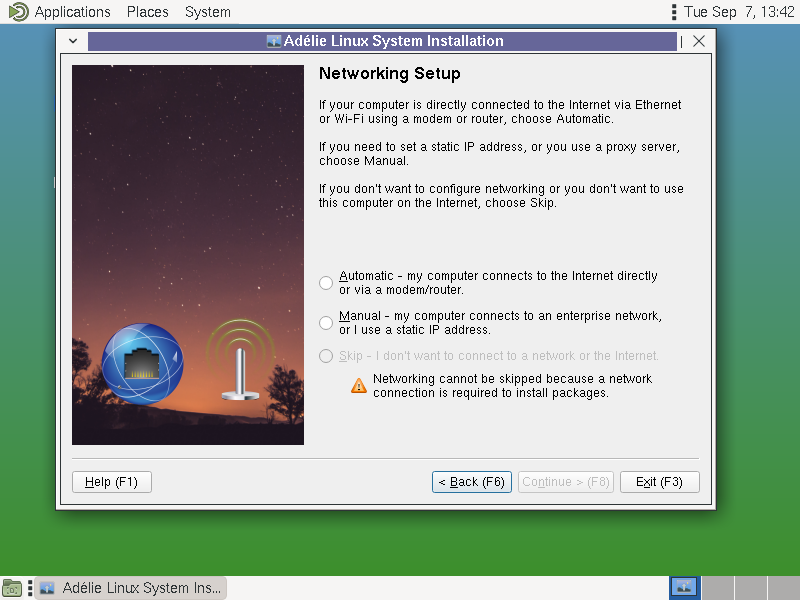 Applications Places System
Tue Sep 7, 13:42
Adélie Linux System Installation
Networking Setup
If your computer is directly connected to the Internet via Ethernet
or Wi-Fi using a modem or router, choose Automatic.
If you need to set a static IP address, or you use a proxy server,
choose Manual.
If you don't want to configure networking or you don't want to use
this computer on the Internet, choose Skip.
Automatic - my computer connects to the Internet directly
or via a modem/router.
Manual - my computer connects to an enterprise network,
or I use a static IP address.
Skip - I don't want to connect to a network or the Internet.
Networking cannot be skipped because a network
connection is required to install packages.
Help (F1)
< Back (F6)
Continue > (F8)
Exit (F3)
Adélie Linux System Ins...